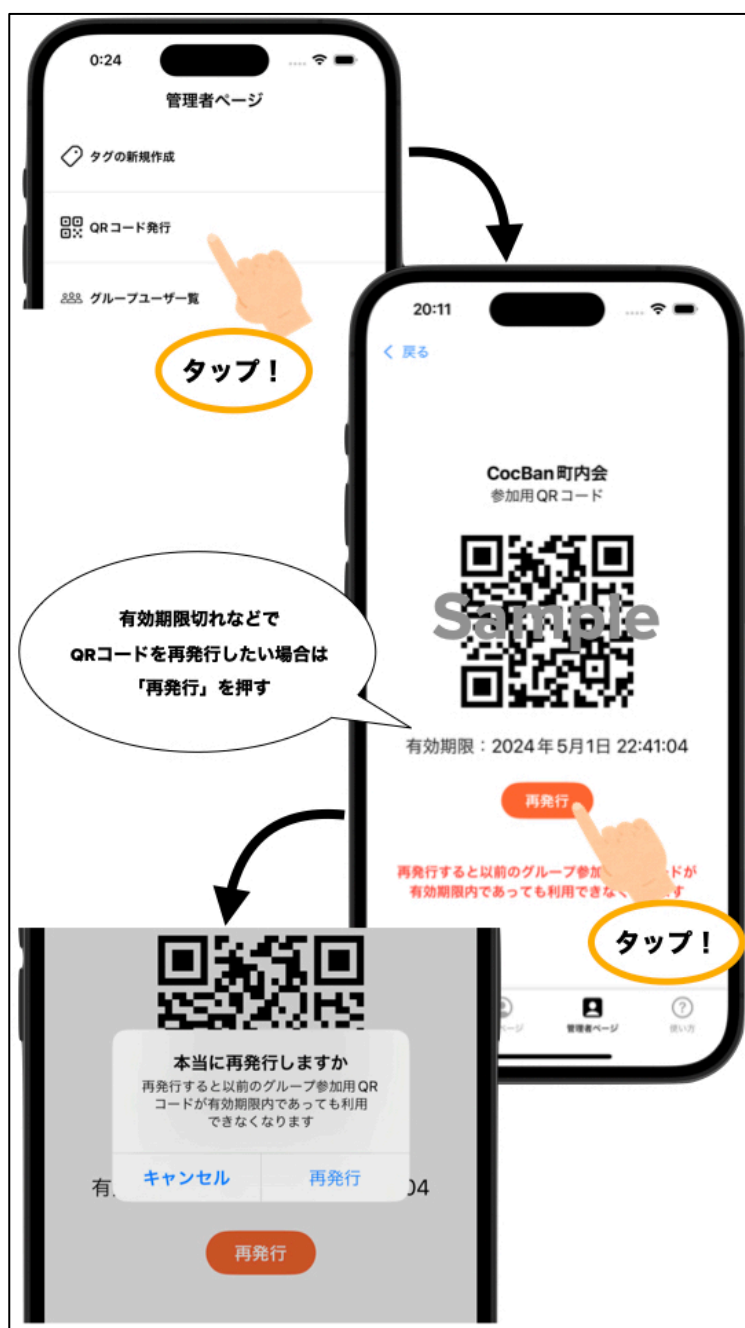 0:24
管理者ページ
タグの新規作成
QRコード発行
グループユーザー覧
タップ！
20:11
戻る
CocBan町内会
参加用QRコード
Sample
有効期限切れなどで
QRコードを再発行したい場合は
「再発行」を押す
有効期限：2024年5月1日 22:41:04
再発行
再発行すると以前のグループ参加 ドが
有効期限内であっても利用できなく す
タップ！
ページ
管理者ページ
使い方
本当に再発行しますか
再発行すると以前のグループ参加用QR
コードが有効期限内であっても利用
できなくなります
キャンセル
再発行
有 04
再発行